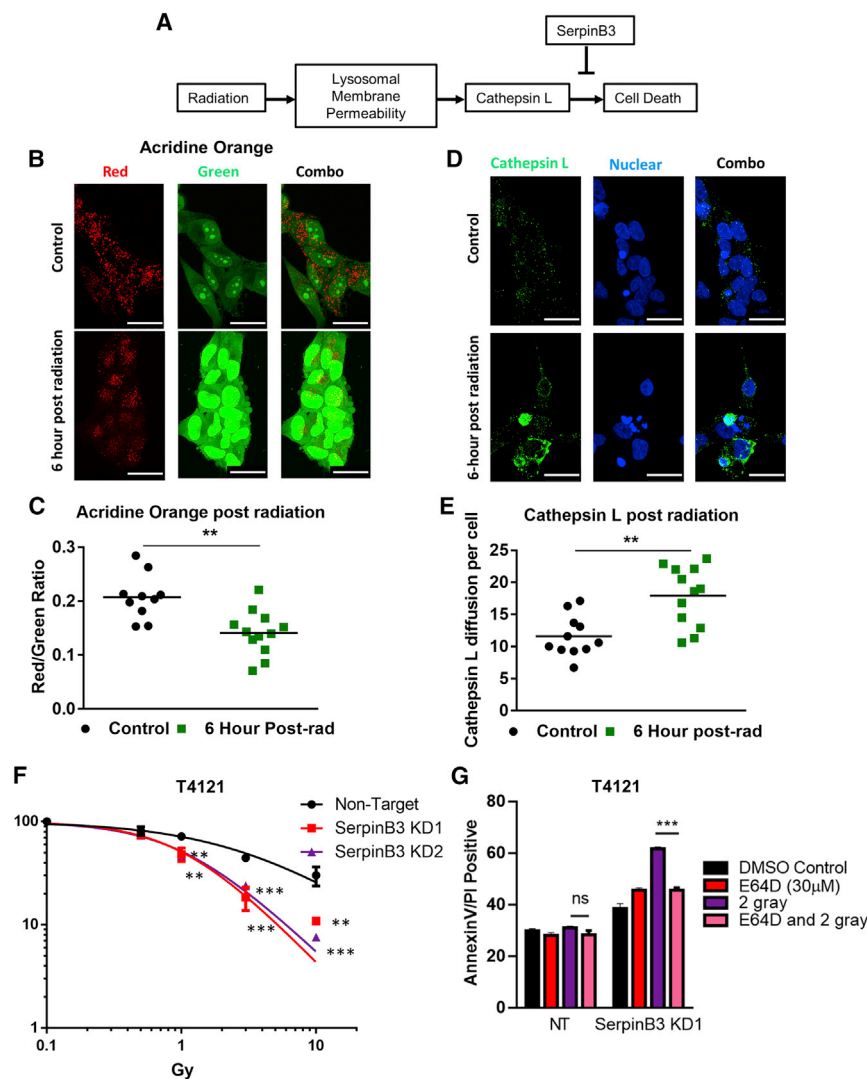 A
SerpinB3
Radiation
Lysosomal
Membrane
Permeability
Cathepsin L
Cell Death
B
Acridine Orange
Red
Green
Combo
Control
6 hour post radiation
D
Cathepsin L
Nuclear
Combo
Control
6-hour post radiation
C
Acridine Orange post radiation
**
0.3
0.2
0.1
0.0
Red/Green Ratio
Control
6 Hour Post-rad
E
Cathepsin L post radiation
**
25
20
15
10
5
0
Cathepsin L diffusion per cell
Control
6 Hour post-rad
F
T4121
Non-Target
SerpinB3 KD1
SerpinB3 KD2
100
10
1
**
**
***
***
**
***
0.1
1
10
Gy
G
T4121
80
60
40
20
0
AnnexinV/PI Positive
ns
***
DMSO Control
E64D (30μM)
2 gray
E64D and 2 gray
NT
SerpinB3 KD1